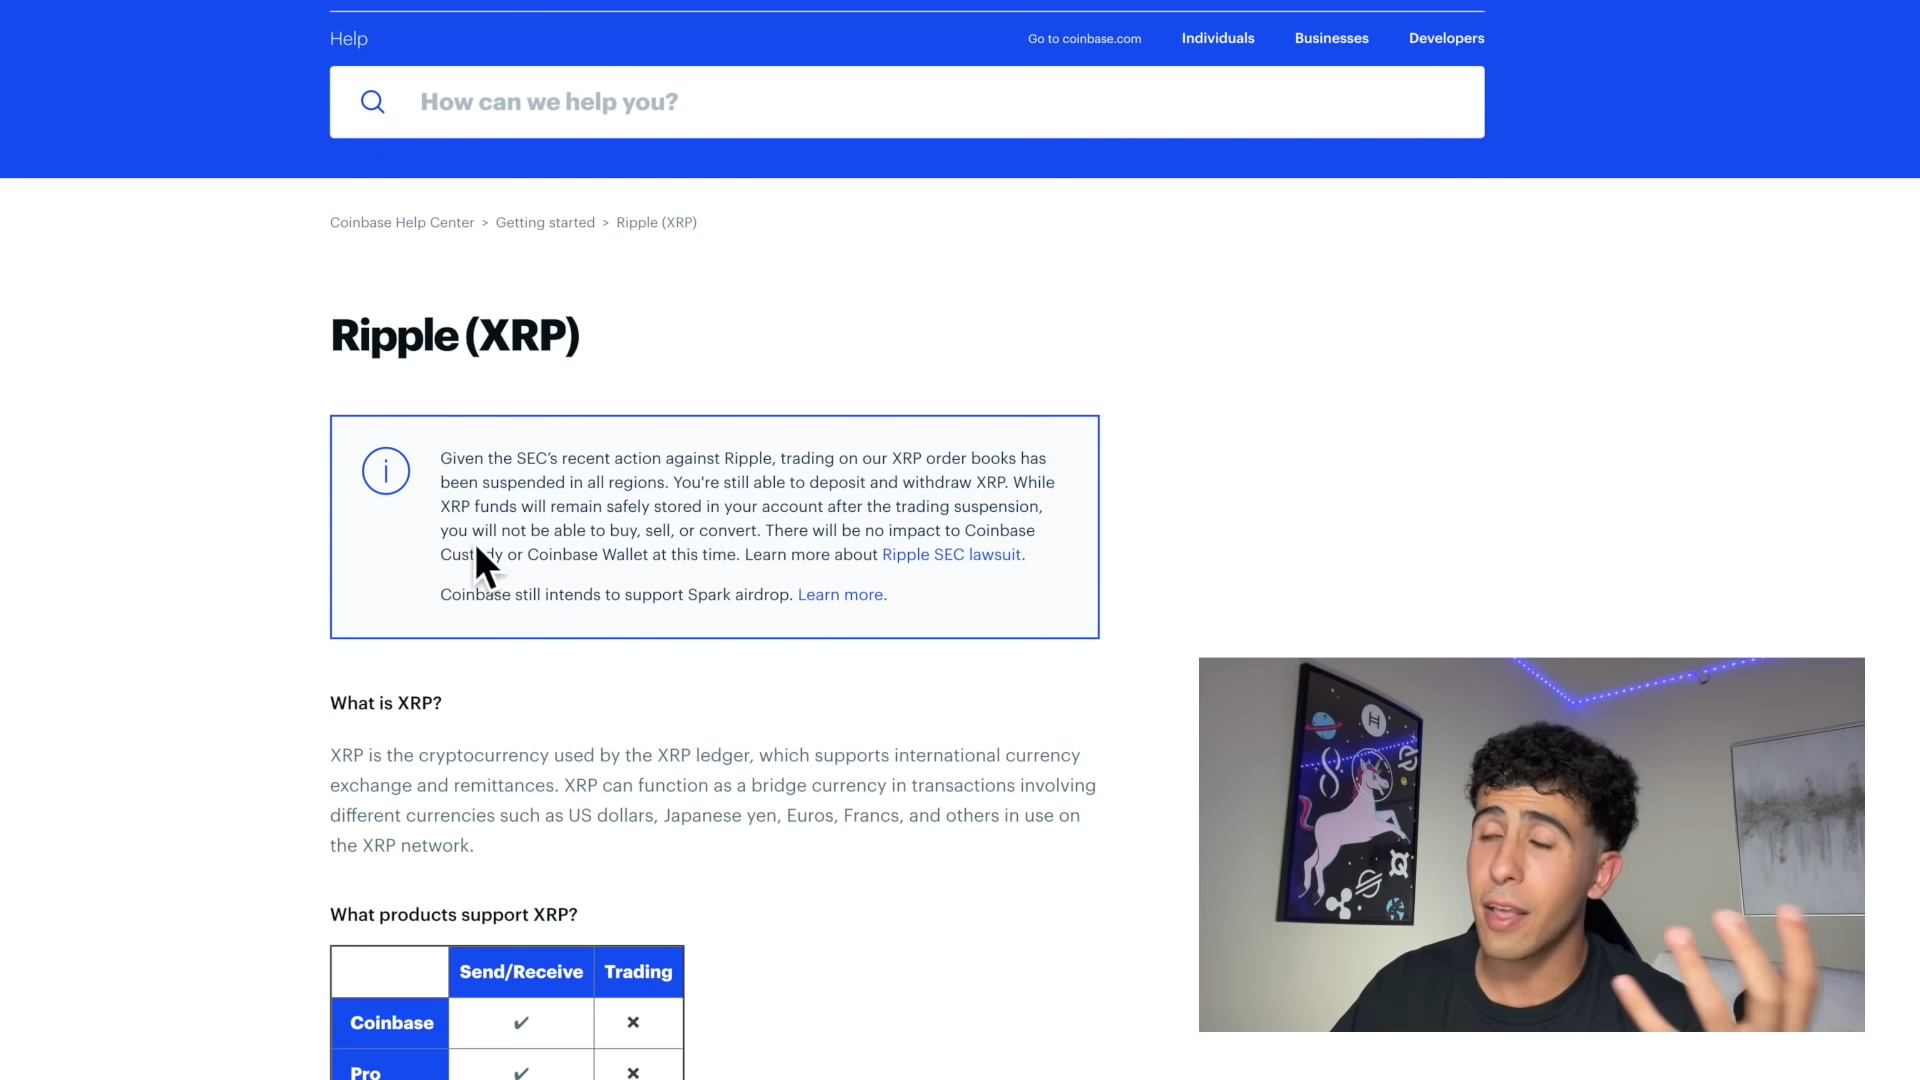 Help
Go to coinbase.com
Individuals
Businesses
Developers
How can we help you?
Coinbase Help Center > Getting started > Ripple (XRP)
Ripple (XRP)
Given the SEC's recent action against Ripple, trading on our XRP order books has
been suspended in all regions. You're still able to deposit and withdraw XRP. While
XRP funds will remain safely stored in your account after the trading suspension,
you will not be able to buy, sell, or convert. There will be no impact to Coinbase
Custody or Coinbase Wallet at this time. Learn more about Ripple SEC lawsuit.
Coinbase still intends to support Spark airdrop. Learn more.
What is XRP?
XRP is the cryptocurrency used by the XRP ledger, which supports international currency
exchange and remittances. XRP can function as a bridge currency in transactions involving
different currencies such as US dollars, Japanese yen, Euros, Francs, and others in use on
the XRP network.
What products support XRP?
Send/Receive Trading
Coinbase ✔ ✖
Pro ✔ ✖